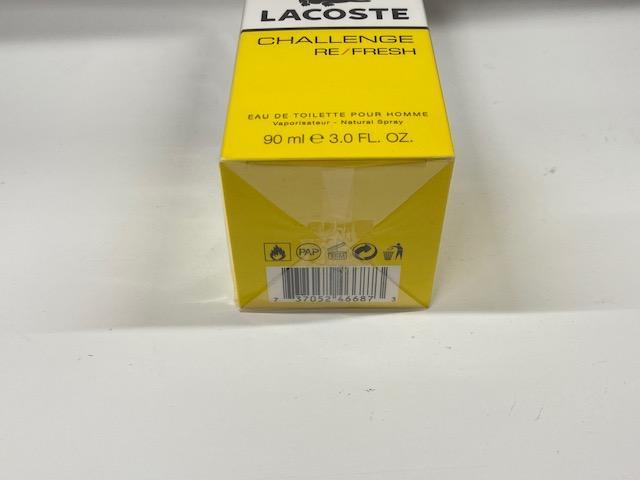 LACOSTE
CHALLENGE
RE/FRESH
EAU DE TOILETTE POUR HOMME
Vaporisateur - Natural Spray
90 ml ℮ 3.0 FL. OZ.
PAP
7 37052 46687 3